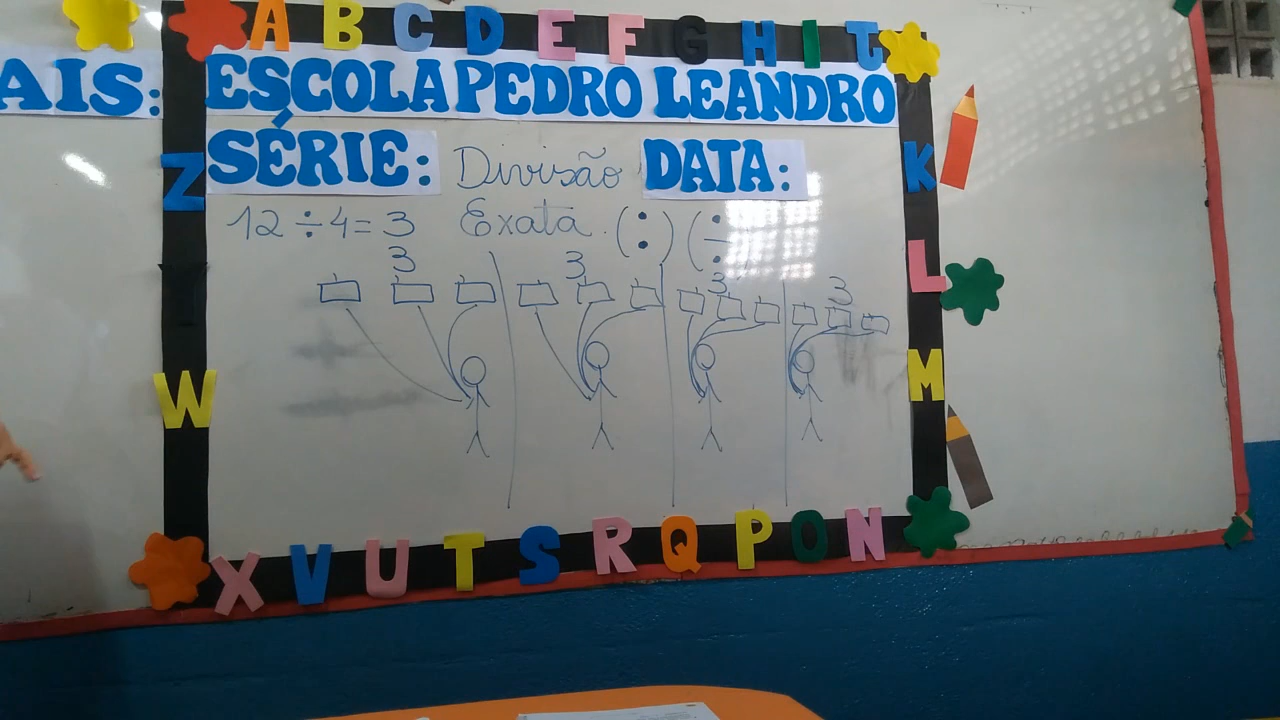 A B C D E F G H I J
AIS: ESCOLA PEDRO LEANDRO
SÉRIE: Divisão DATA:
12 ÷ 4 = 3 Exata. (:) (÷
3 3 3 3
Z
W
K
L
M
X V U T S R Q P O N